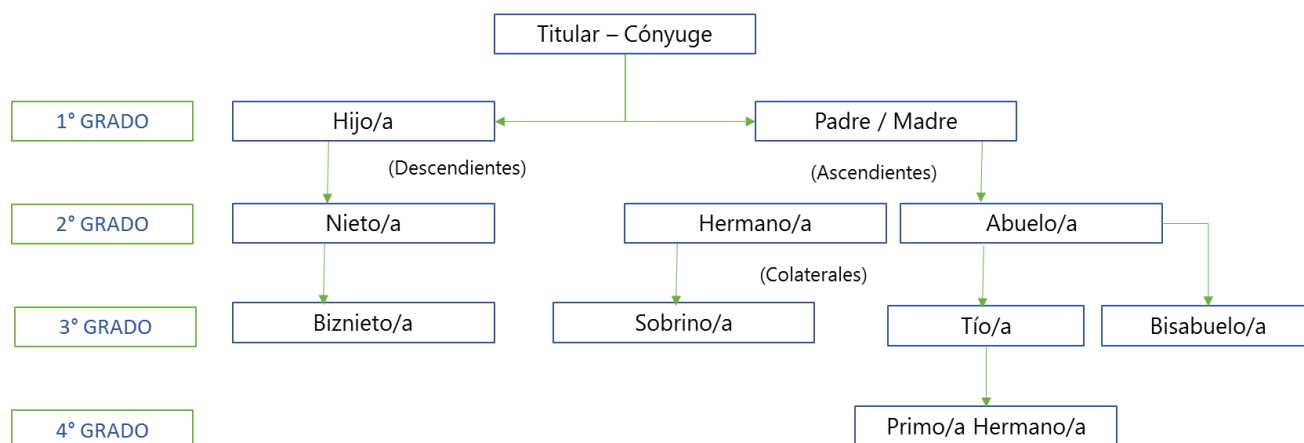 Titular – Cónyuge
1° GRADO
Hijo/a
Padre / Madre
(Descendientes)
(Ascendientes)
2° GRADO
Nieto/a
Hermano/a
Abuelo/a
(Colaterales)
3° GRADO
Biznieto/a
Sobrino/a
Tío/a
Bisabuelo/a
4° GRADO
Primo/a Hermano/a